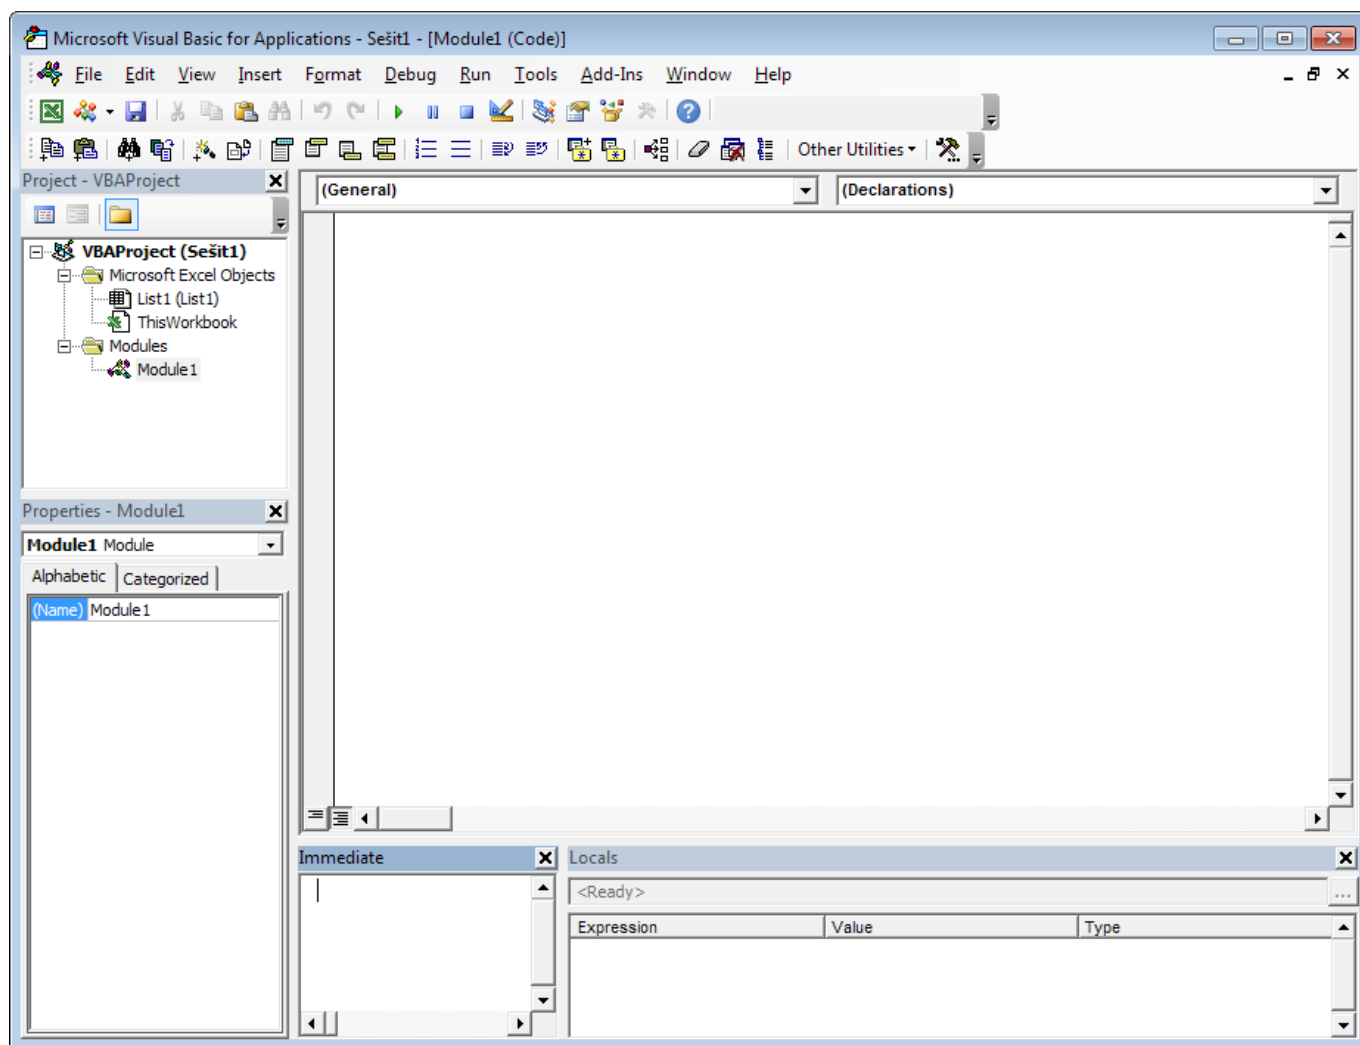 Microsoft Visual Basic for Applications - Sešit1 - [Module1 (Code)]
File Edit View Insert Format Debug Run Tools Add-Ins Window Help
Other Utilities
Project - VBAProject
(General) (Declarations)
VBAProject (Sešit1)
Microsoft Excel Objects
List1 (List1)
ThisWorkbook
Modules
Module1
Properties - Module1
Module1 Module
Alphabetic Categorized
(Name) Module1
Immediate
Locals
<Ready>
Expression Value Type